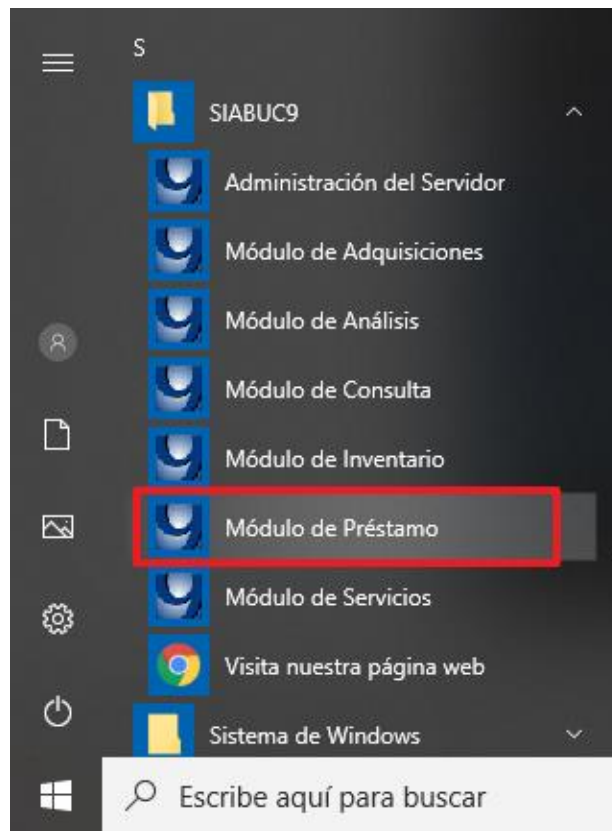 S
SIABUC9
Administración del Servidor
Módulo de Adquisiciones
Módulo de Análisis
Módulo de Consulta
Módulo de Inventario
Módulo de Préstamo
Módulo de Servicios
Visita nuestra página web
Sistema de Windows
Escribe aquí para buscar